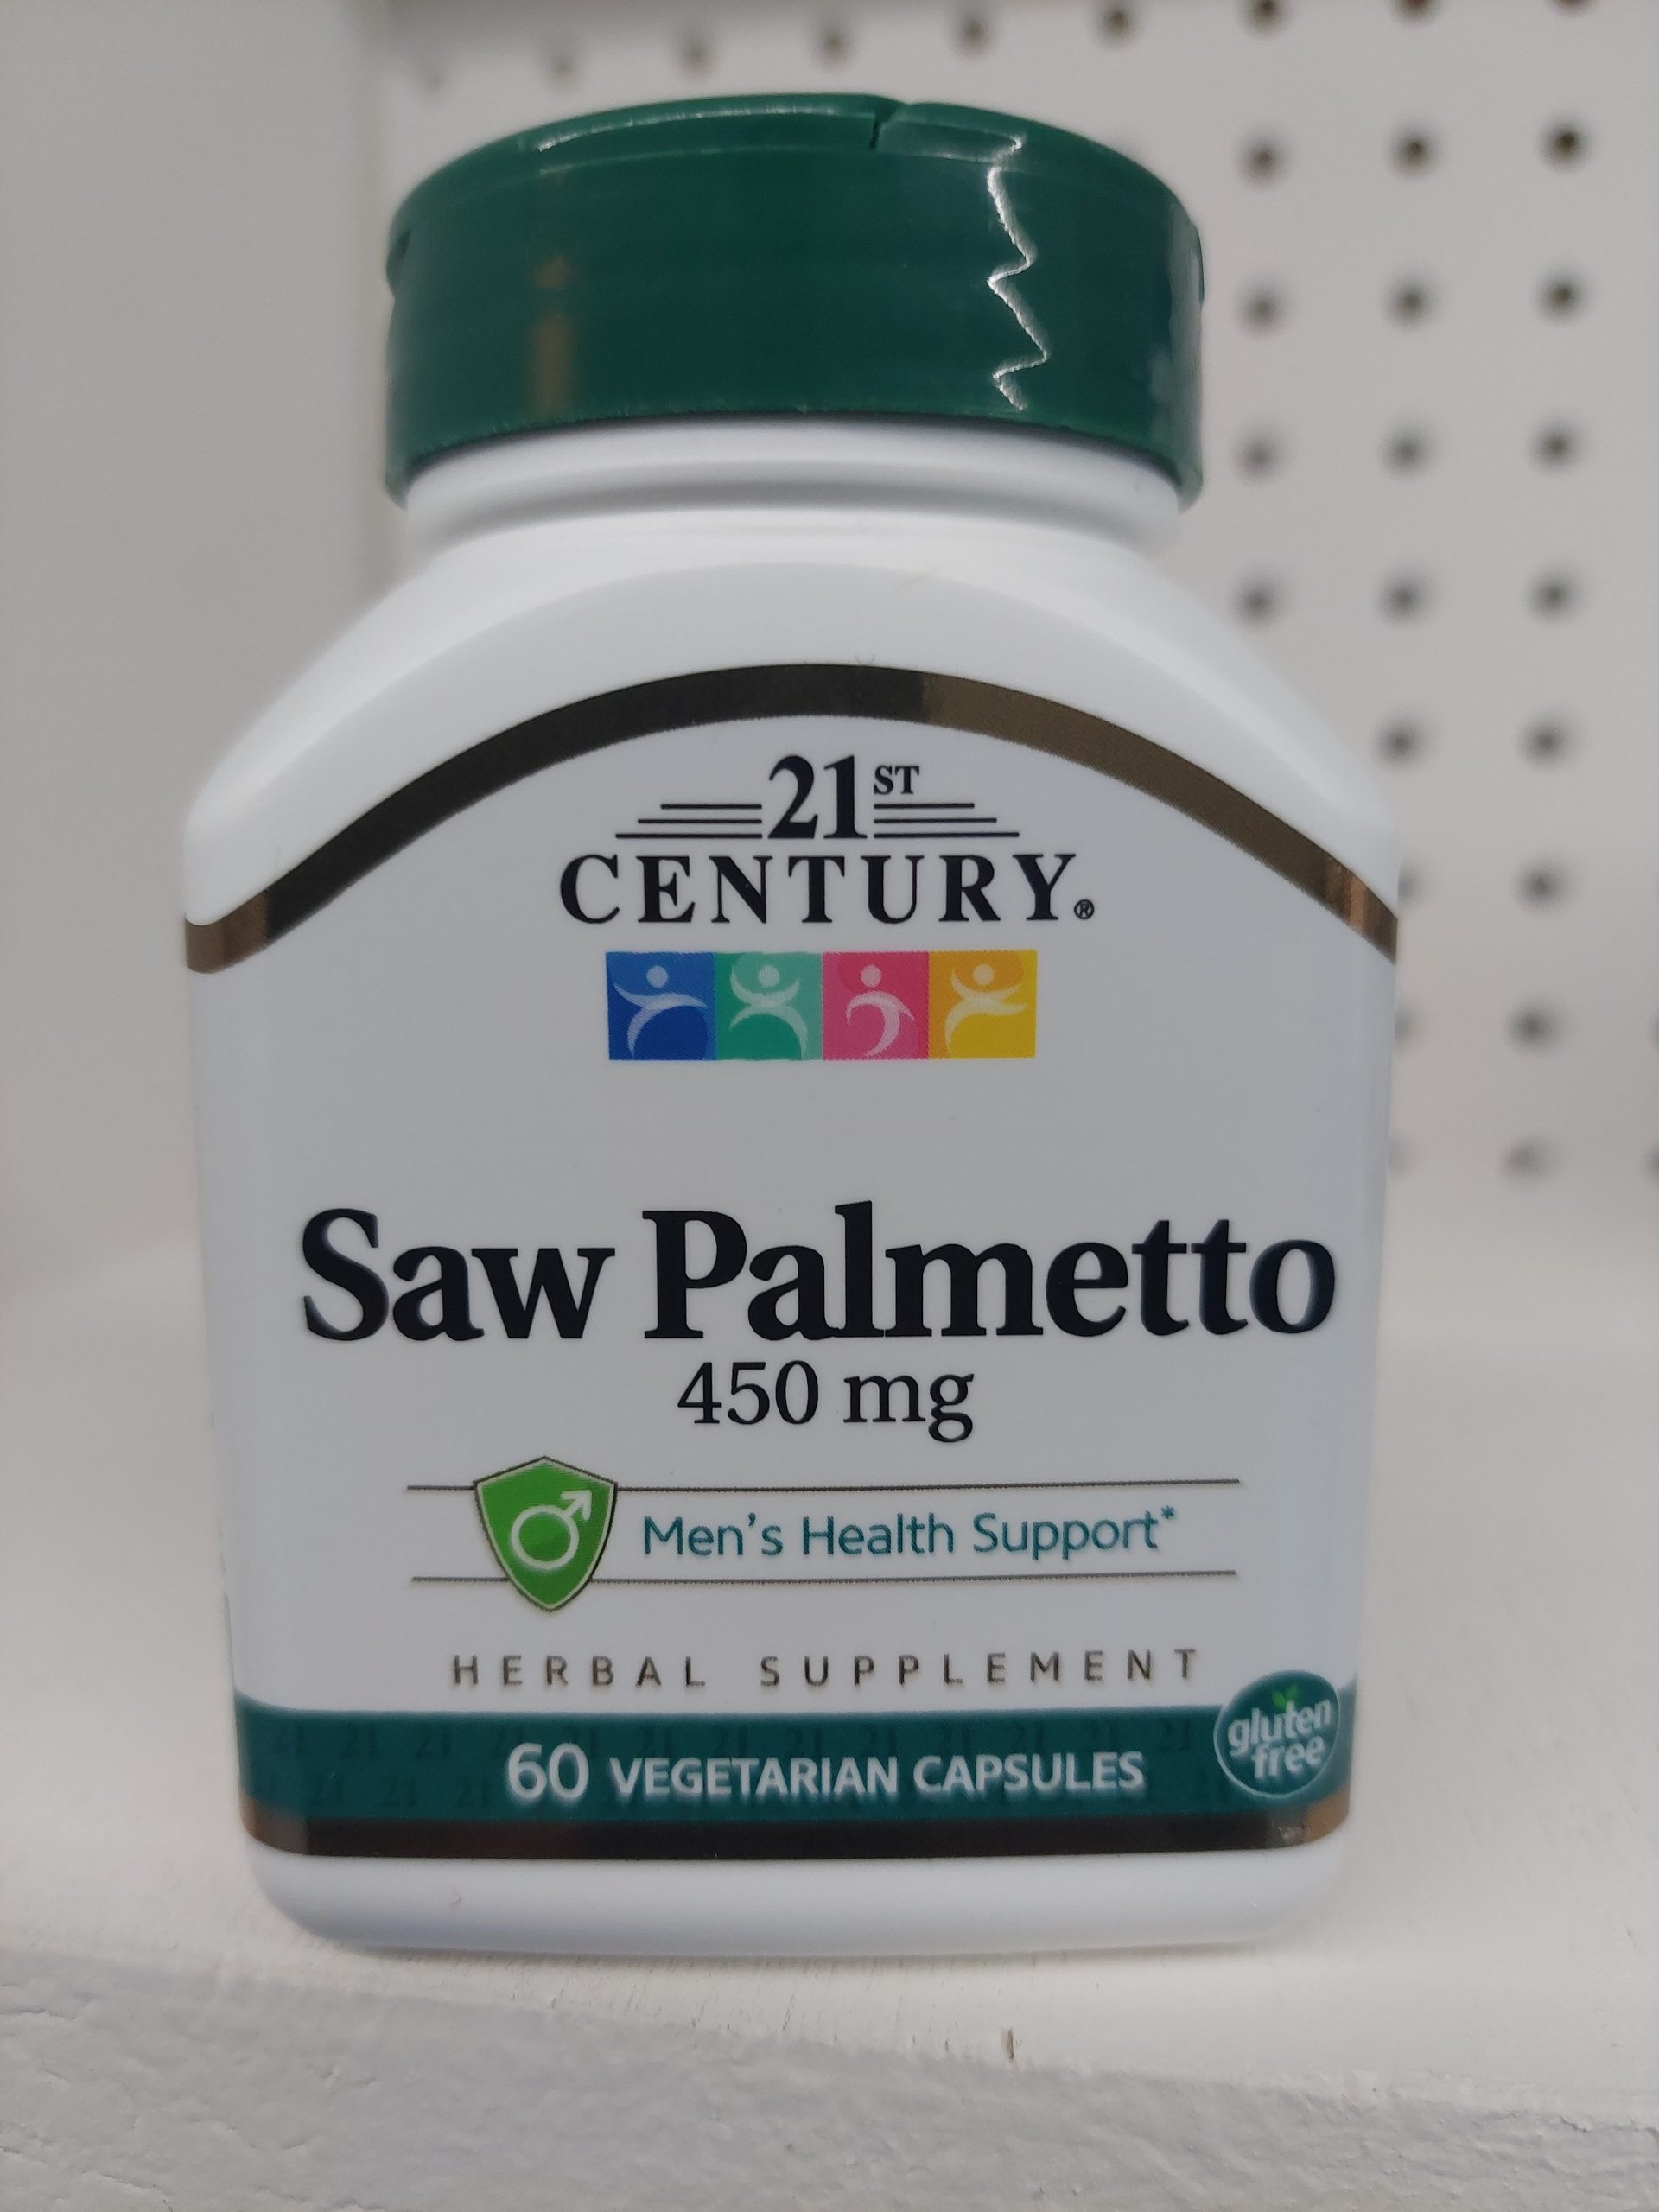 21ST
CENTURY®
Saw Palmetto
450 mg
Men's Health Support*
HERBAL SUPPLEMENT
60 VEGETARIAN CAPSULES
gluten
free